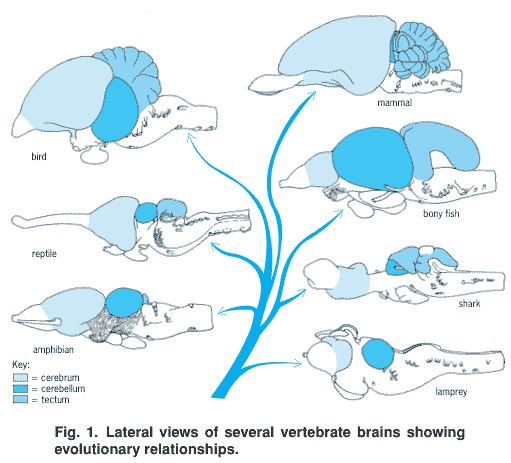 bird
mammal
bony fish
reptile
shark
amphibian
lamprey
Key:
= cerebrum
= cerebellum
= tectum
Fig. 1. Lateral views of several vertebrate brains showing
evolutionary relationships.